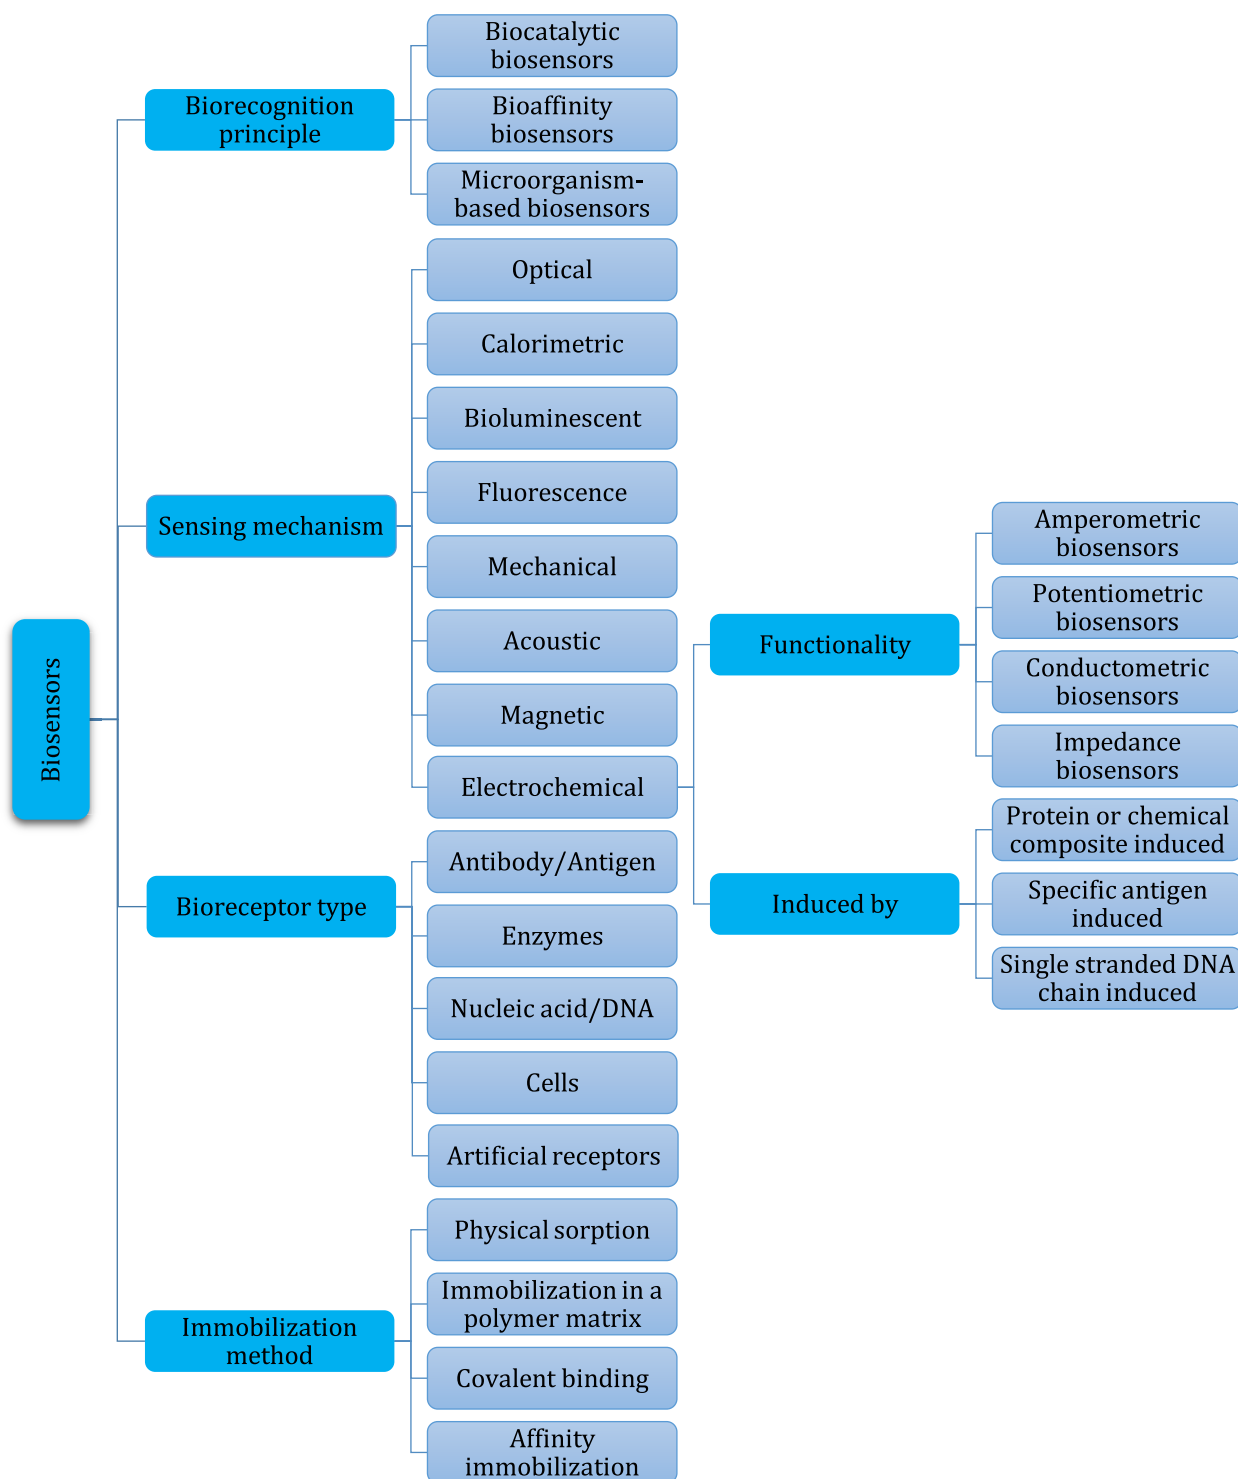 Biosensors
Biorecognition
principle
Biocatalytic
biosensors
Bioaffinity
biosensors
Microorganism-
based biosensors
Sensing mechanism
Optical
Calorimetric
Bioluminescent
Fluorescence
Mechanical
Acoustic
Magnetic
Electrochemical
Functionality
Amperometric
biosensors
Potentiometric
biosensors
Conductometric
biosensors
Impedance
biosensors
Induced by
Protein or chemical
composite induced
Specific antigen
induced
Single stranded DNA
chain induced
Bioreceptor type
Antibody/Antigen
Enzymes
Nucleic acid/DNA
Cells
Artificial receptors
Immobilization
method
Physical sorption
Immobilization in a
polymer matrix
Covalent binding
Affinity
immobilization